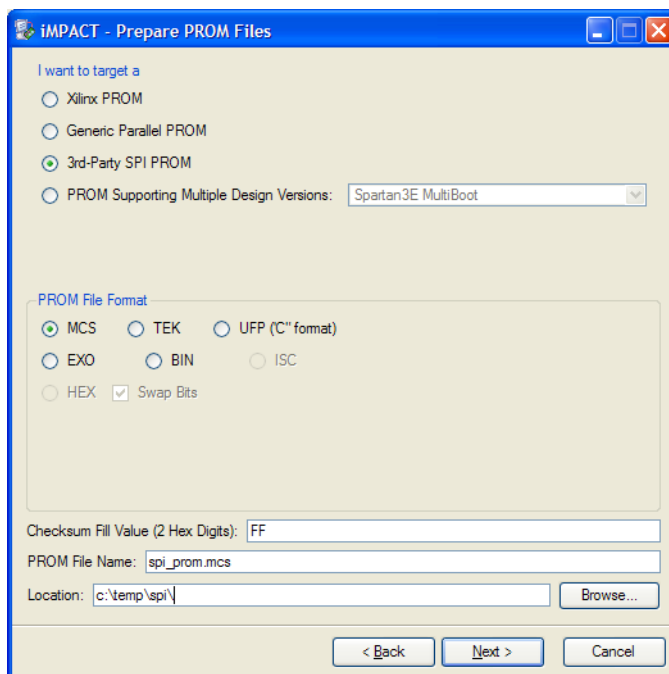 iMPACT - Prepare PROM Files
I want to target a
Xilinx PROM
Generic Parallel PROM
3rd-Party SPI PROM
PROM Supporting Multiple Design Versions: Spartan3E MultiBoot
PROM File Format
MCS TEK UFP ('C" format)
EXO BIN ISC
HEX Swap Bits
Checksum Fill Value (2 Hex Digits): FF
PROM File Name: spi_prom.mcs
Location: c:\temp\spi\ Browse...
< Back Next > Cancel